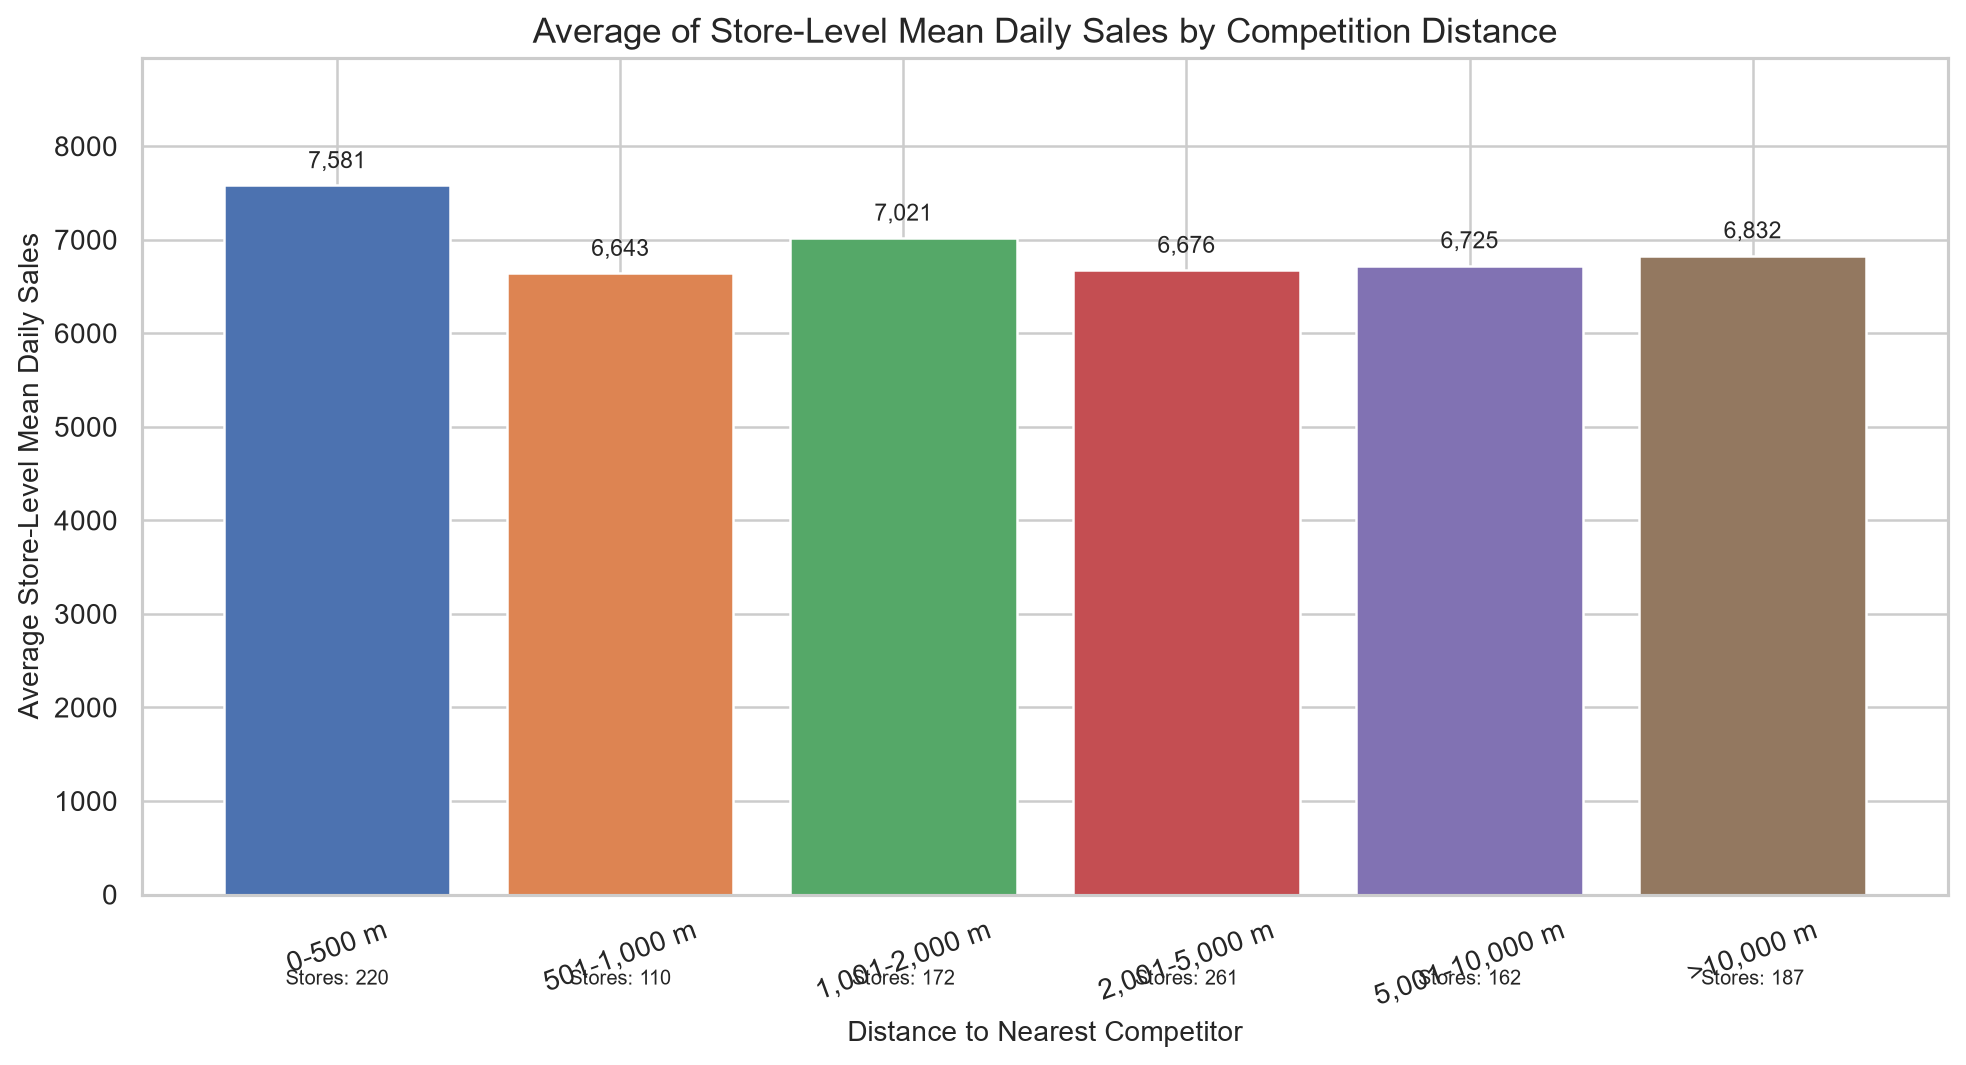 Average of Store-Level Mean Daily Sales by Competition Distance
Average Store-Level Mean Daily Sales
8000
7000
6000
5000
4000
3000
2000
1000
0
7,581
6,643
7,021
6,676
6,725
6,832
0-500 m
501-1,000 m
1,001-2,000 m
2,001-5,000 m
5,001-10,000 m
>10,000 m
Stores: 220
Stores: 110
Stores: 172
Stores: 261
Stores: 162
Stores: 187
Distance to Nearest Competitor